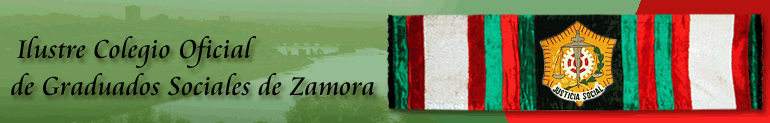 Ilustre Colegio Oficial
de Graduados Sociales de Zamora
JUSTICIA SOCIAL